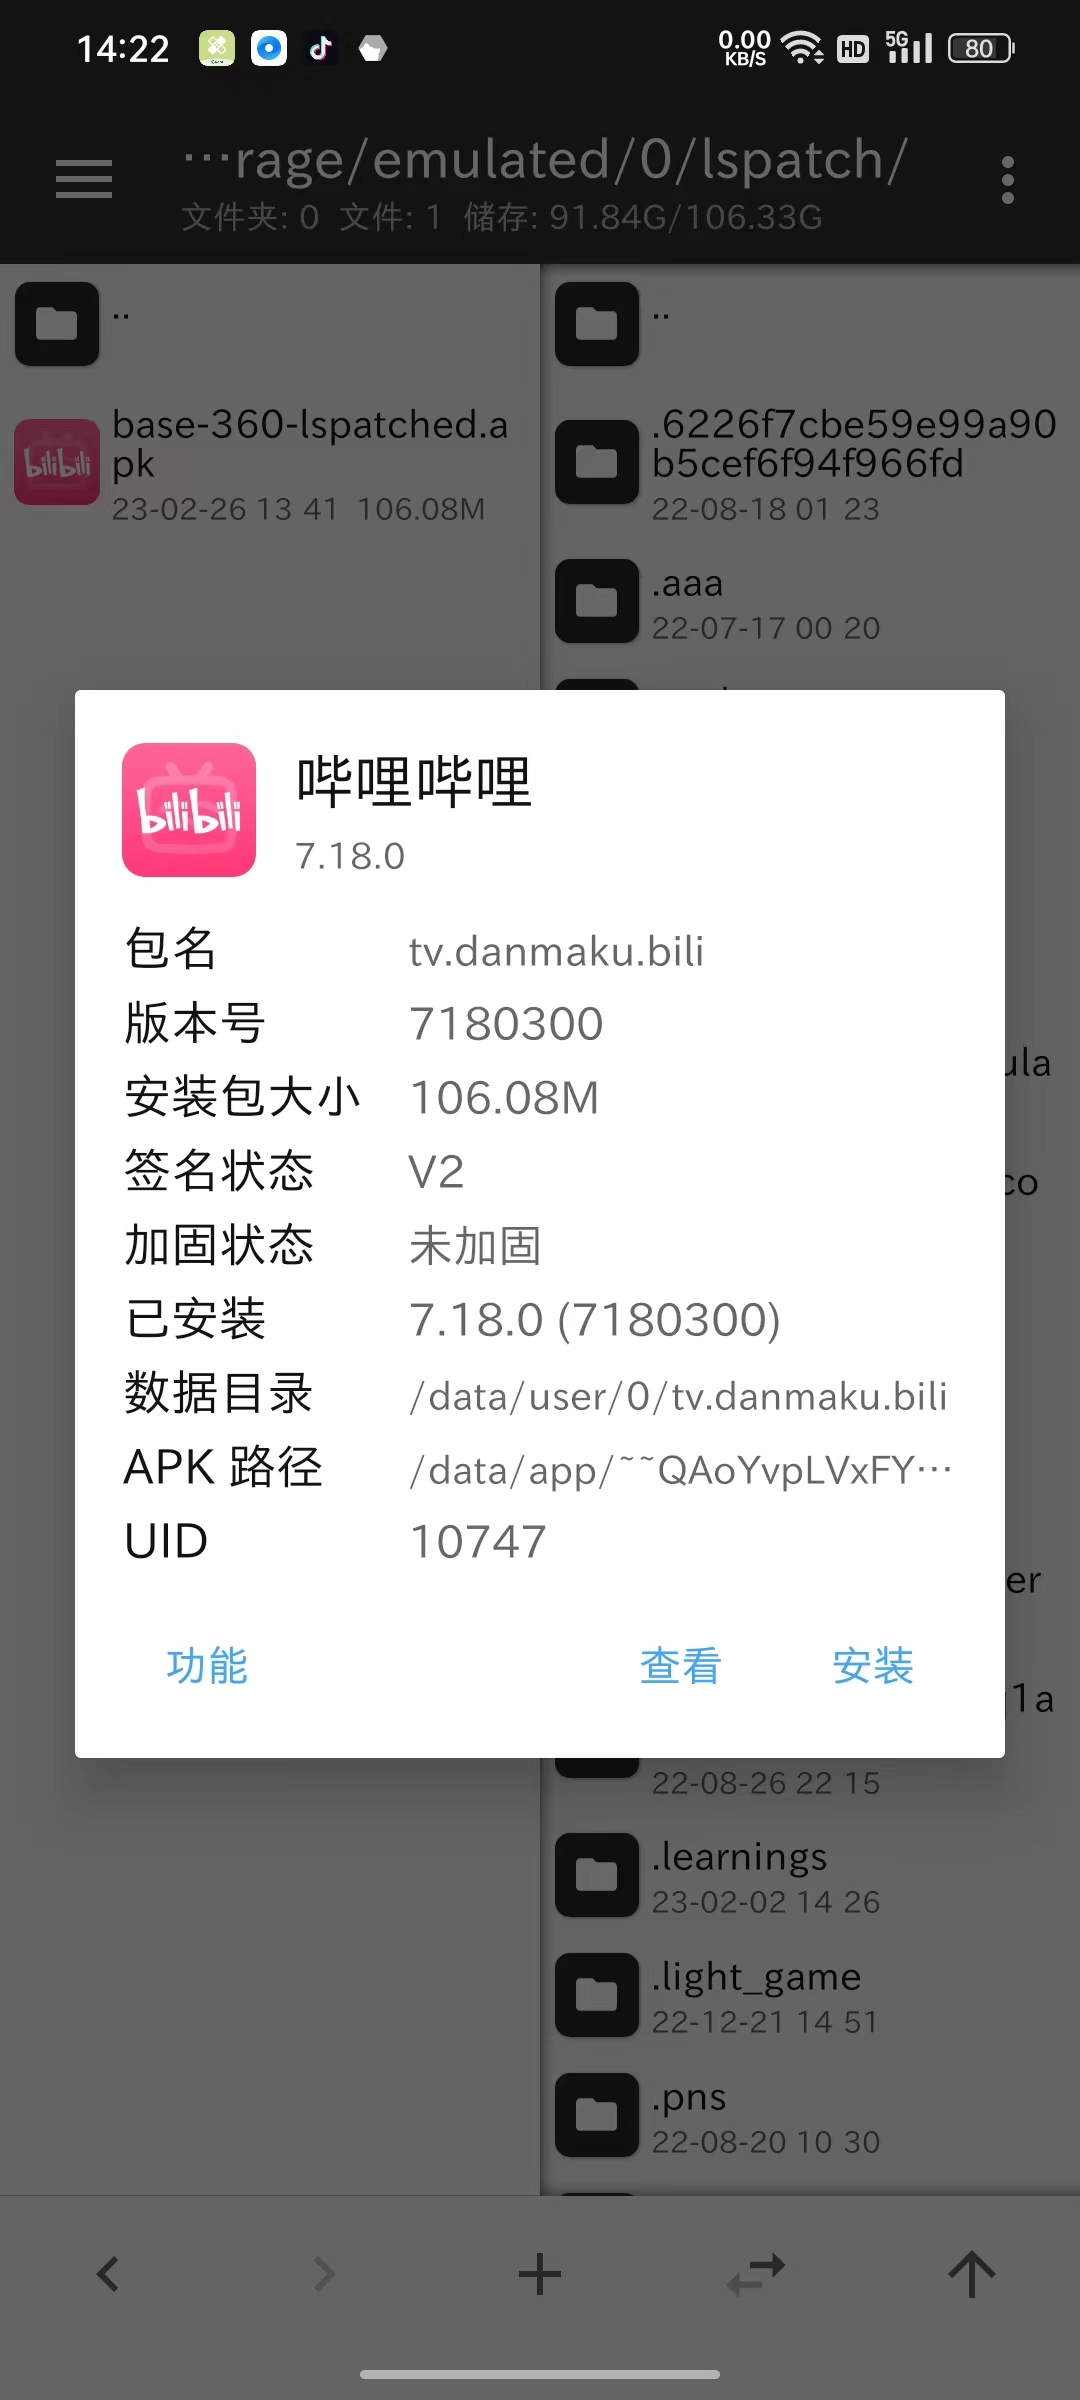 14:22
0.00
KB/S
HD
5G
80
…rage/emulated/0/lspatch/
文件夹: 0 文件: 1 储存: 91.84G/106.33G
..
base-360-lspatched.a
pk
23-02-26 13 41 106.08M
bilibili
..
.6226f7cbe59e99a90
b5cef6f94f966fd
22-08-18 01 23
.aaa
22-07-17 00 20
bilibili
哔哩哔哩
7.18.0
包名 tv.danmaku.bili
版本号 7180300
安装包大小 106.08M
签名状态 V2
加固状态 未加固
已安装 7.18.0 (7180300)
数据目录 /data/user/0/tv.danmaku.bili
APK 路径 /data/app/~~QAoYvpLVxFY…
UID 10747
功能
查看
安装
ula
co
er
1a
22-08-26 22 15
.learnings
23-02-02 14 26
.light_game
22-12-21 14 51
.pns
22-08-20 10 30